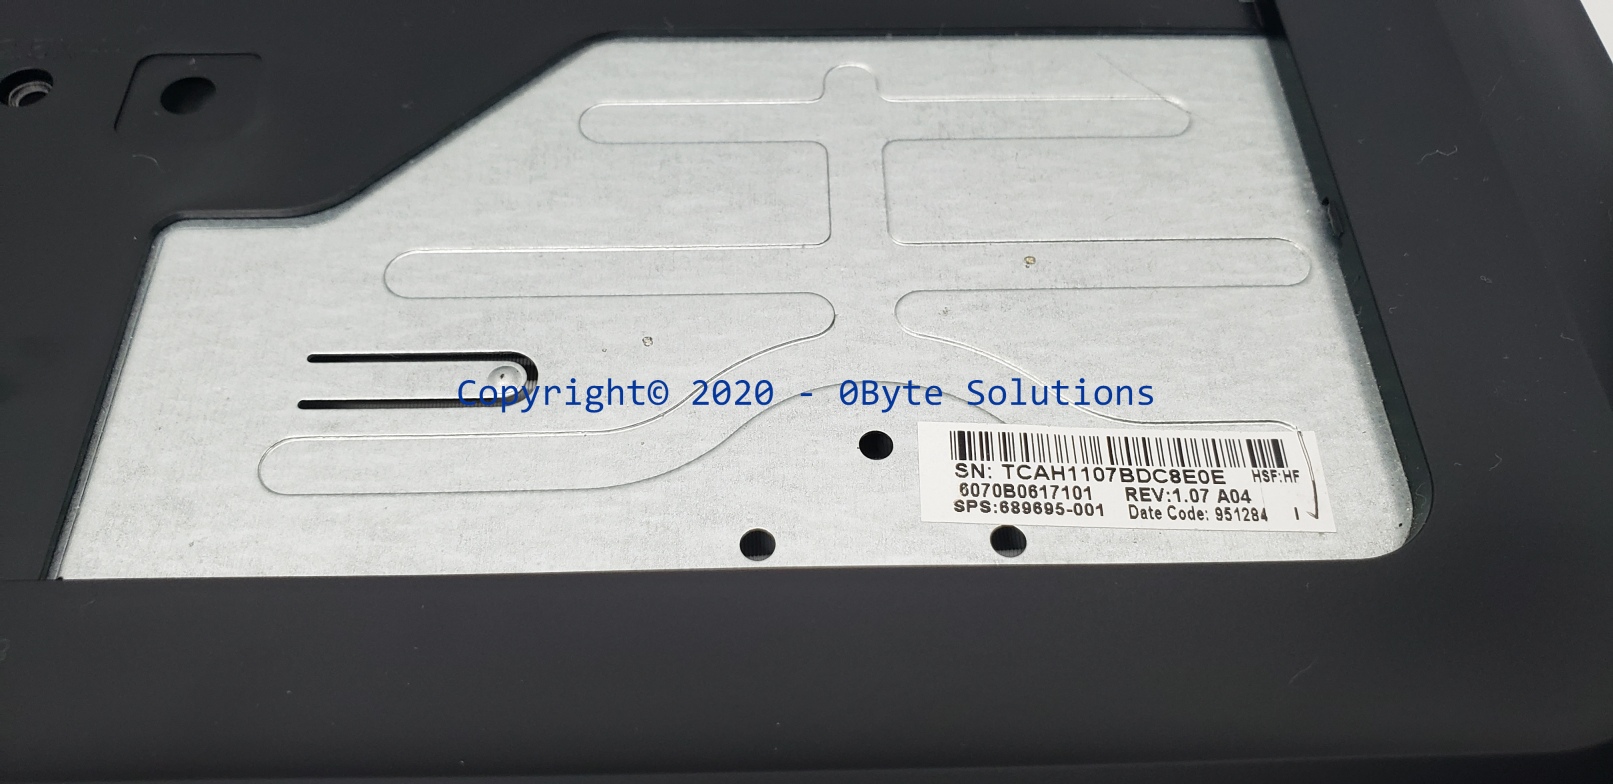 Copyright© 2020 - 0Byte Solutions
SN: TCAH1107BDC8E0E HSF:HF
6070B0617101 REV:1.07 A04
SPS:689695-001 Date Code: 951284 I